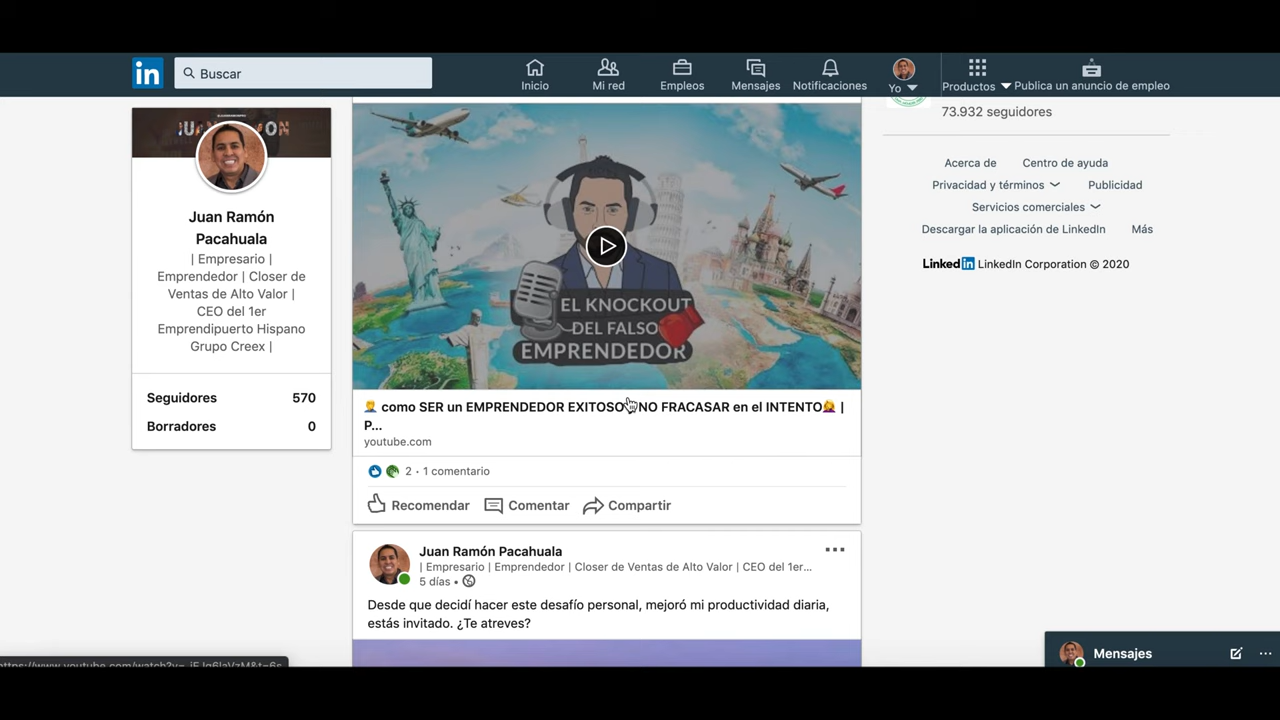 in
Buscar
Inicio
Mi red
Empleos
Mensajes
Notificaciones
Yo
Productos
Publica un anuncio de empleo
Juan Ramón
Pacahuala
| Empresario |
Emprendedor | Closer de
Ventas de Alto Valor |
CEO del 1er
Emprendipuerto Hispano
Grupo Creex |
Seguidores 570
Borradores 0
EL KNOCKOUT
DEL FALSO
EMPRENDEDOR
🤦‍♂️ como SER un EMPRENDEDOR EXITOSO NO FRACASAR en el INTENTO🤦‍♀️ |
P...
youtube.com
2 · 1 comentario
Recomendar
Comentar
Compartir
Juan Ramón Pacahuala
| Empresario | Emprendedor | Closer de Ventas de Alto Valor | CEO del 1er...
5 días •
Desde que decidí hacer este desafío personal, mejoró mi productividad diaria,
estás invitado. ¿Te atreves?
73.932 seguidores
Acerca de
Centro de ayuda
Privacidad y términos
Publicidad
Servicios comerciales
Descargar la aplicación de LinkedIn
Más
Linked in LinkedIn Corporation © 2020
Mensajes